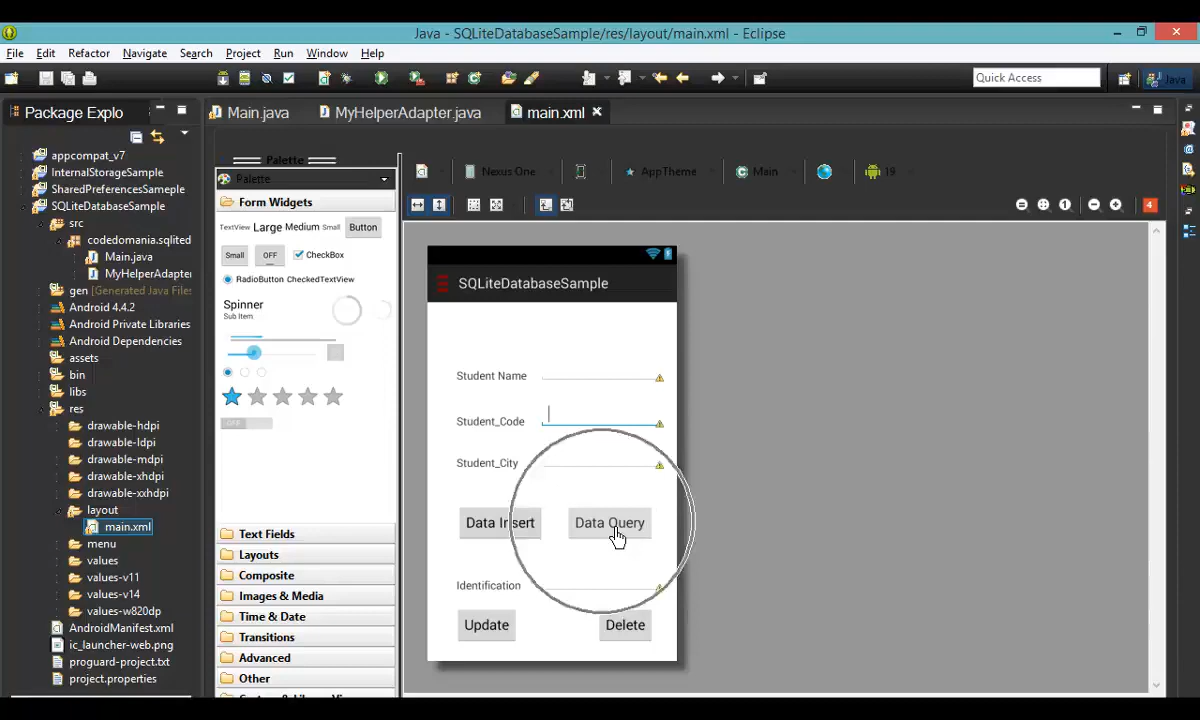 Java - SQLiteDatabaseSample/res/layout/main.xml - Eclipse
File Edit Refactor Navigate Search Project Run Window Help
Quick Access
Java
Package Explo
Main.java
MyHelperAdapter.java
main.xml
appcompat_v7
InternalStorageSample
SharedPreferencesSameple
SQLiteDatabaseSample
src
codedomania.sqlited
Main.java
MyHelperAdapter
gen [Generated Java Files
Android 4.4.2
Android Private Libraries
Android Dependencies
assets
bin
libs
res
drawable-hdpi
drawable-ldpi
drawable-mdpi
drawable-xhdpi
drawable-xxhdpi
layout
main.xml
menu
values
values-v11
values-v14
values-w820dp
AndroidManifest.xml
ic_launcher-web.png
proguard-project.txt
project.properties
Palette
Palette
Form Widgets
TextView Large Medium Small Button
Small OFF CheckBox
RadioButton CheckedTextView
Spinner
Sub Item
OFF
Text Fields
Layouts
Composite
Images & Media
Time & Date
Transitions
Advanced
Other
Nexus One
AppTheme
Main
19
4
SQLiteDatabaseSample
Student Name
Student_Code
Student_City
Data Insert
Data Query
Identification
Update
Delete